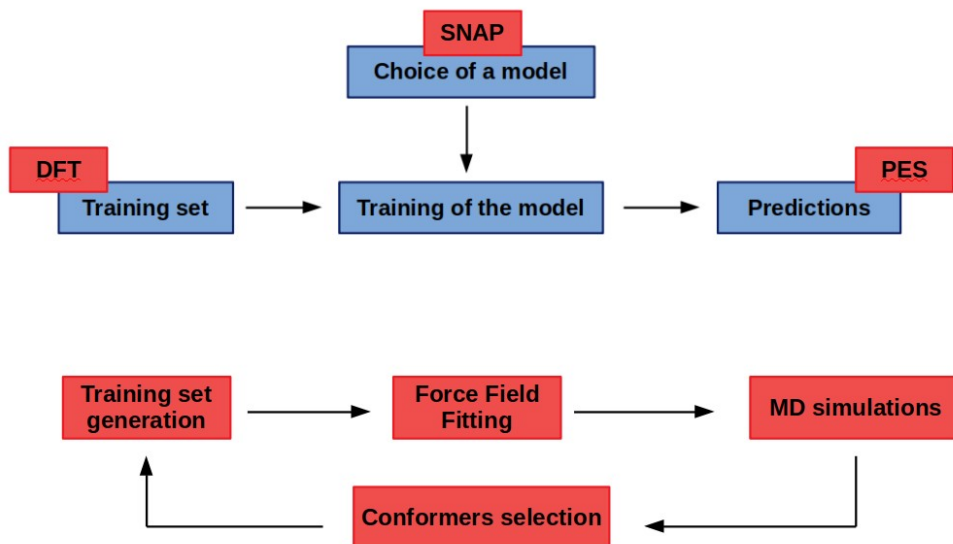 SNAP
Choice of a model
DFT
PES
Training set
Training of the model
Predictions
Training set
generation
Force Field
Fitting
MD simulations
Conformers selection